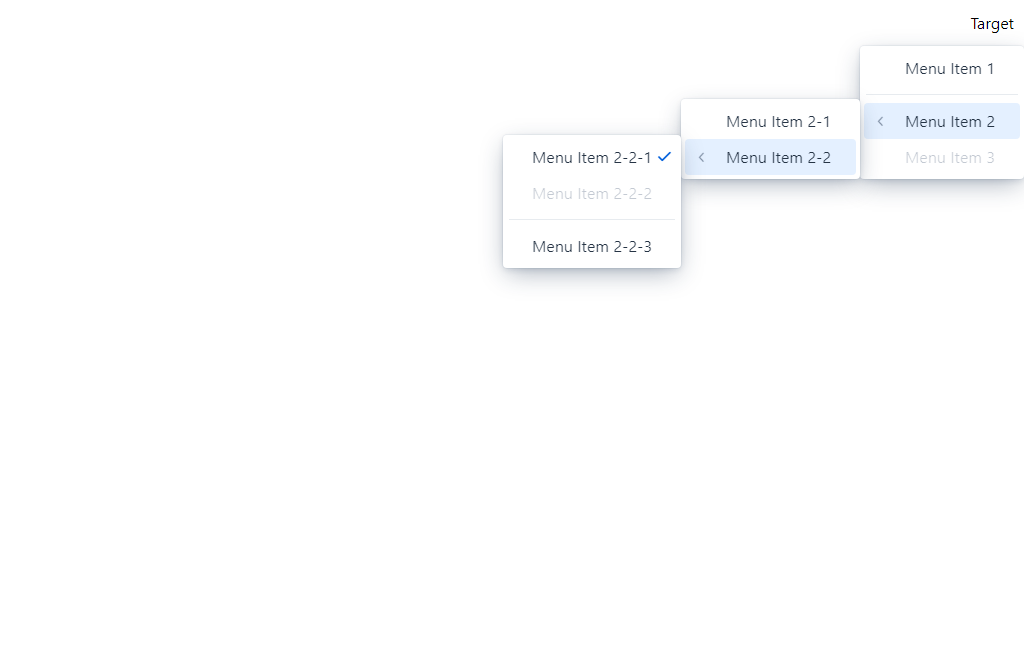 Target
Menu Item 1
Menu Item 2
Menu Item 3
Menu Item 2-1
Menu Item 2-2
Menu Item 2-2-1
Menu Item 2-2-2
Menu Item 2-2-3